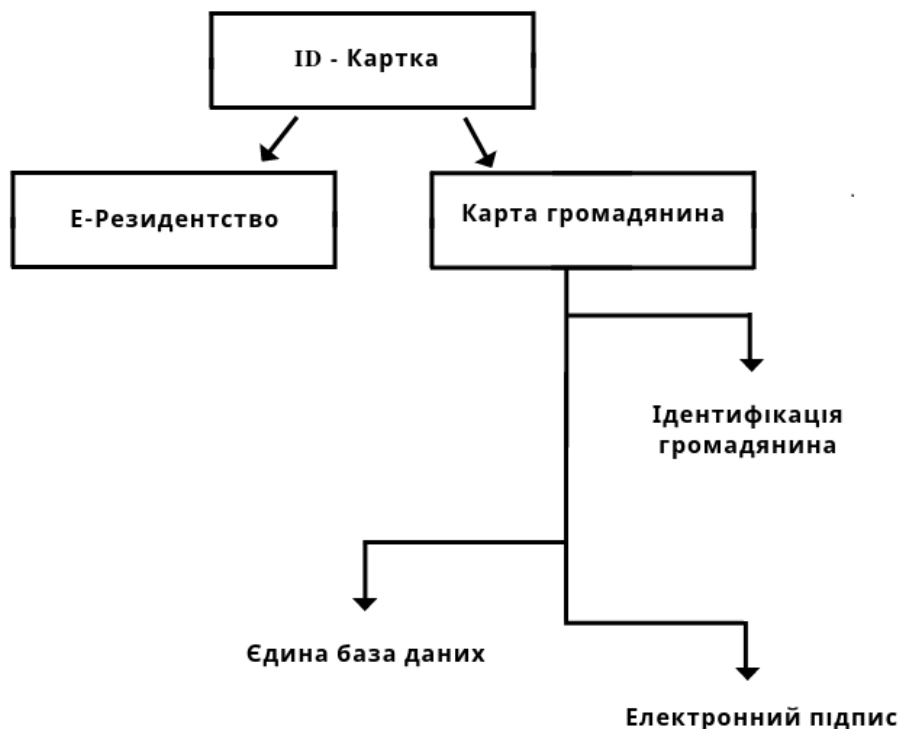 ID - Картка
Е-Резидентство
Карта громадянина
Ідентифікація
громадянина
Єдина база даних
Електронний підпис